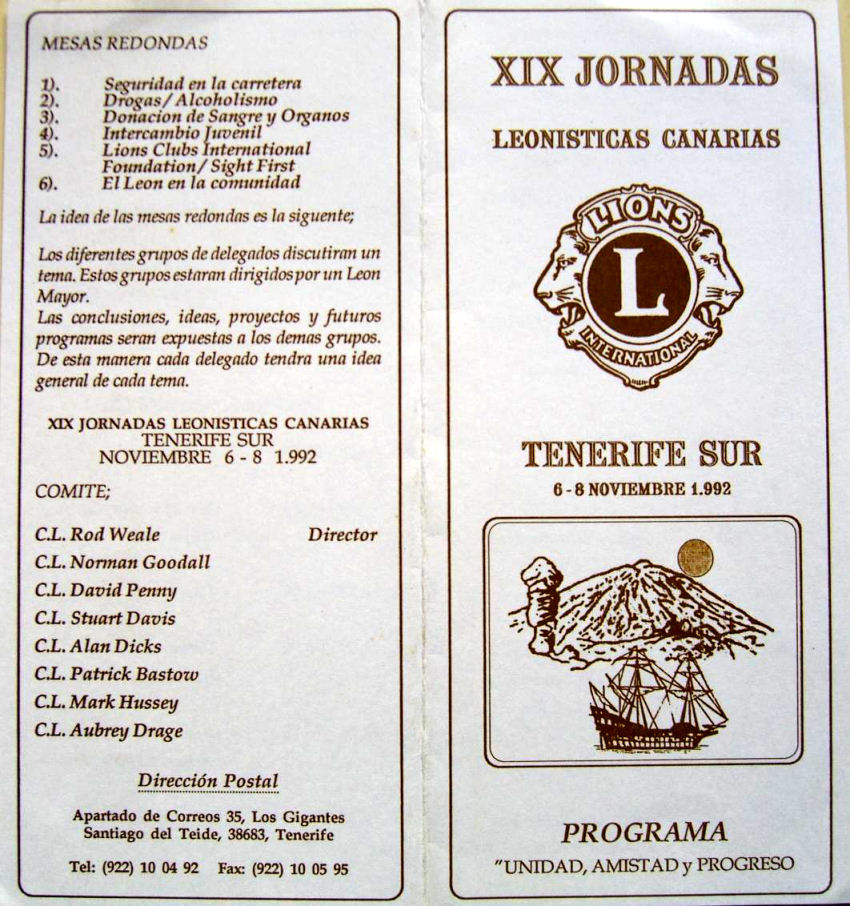 MESAS REDONDAS
1). Seguridad en la carretera
2). Drogas/Alcoholismo
3). Donacion de Sangre y Organos
4). Intercambio Juvenil
5). Lions Clubs International
Foundation/ Sight First
6). El Leon en la comunidad
La idea de las mesas redondas es la siguente;
Los diferentes grupos de delegados discutiran un
tema. Estos grupos estaran dirigidos por un Leon
Mayor.
Las conclusiones, ideas, proyectos y futuros
programas seran expuestas a los demas grupos.
De esta manera cada delegado tendra una idea
general de cada tema.
XIX JORNADAS LEONISTICAS CANARIAS
TENERIFE SUR
NOVIEMBRE 6 - 8 1.992
COMITE;
C.L. Rod Weale Director
C.L. Norman Goodall
C.L. David Penny
C.L. Stuart Davis
C.L. Alan Dicks
C.L. Patrick Bastow
C.L. Mark Hussey
C.L. Aubrey Drage
Dirección Postal
Apartado de Correos 35, Los Gigantes
Santiago del Teide, 38683, Tenerife
Tel: (922) 10 04 92 Fax: (922) 10 05 95
XIX JORNADAS
LEONISTICAS CANARIAS
LIONS
L
INTERNATIONAL
TENERIFE SUR
6 - 8 NOVIEMBRE 1.992
PROGRAMA
"UNIDAD, AMISTAD y PROGRESO